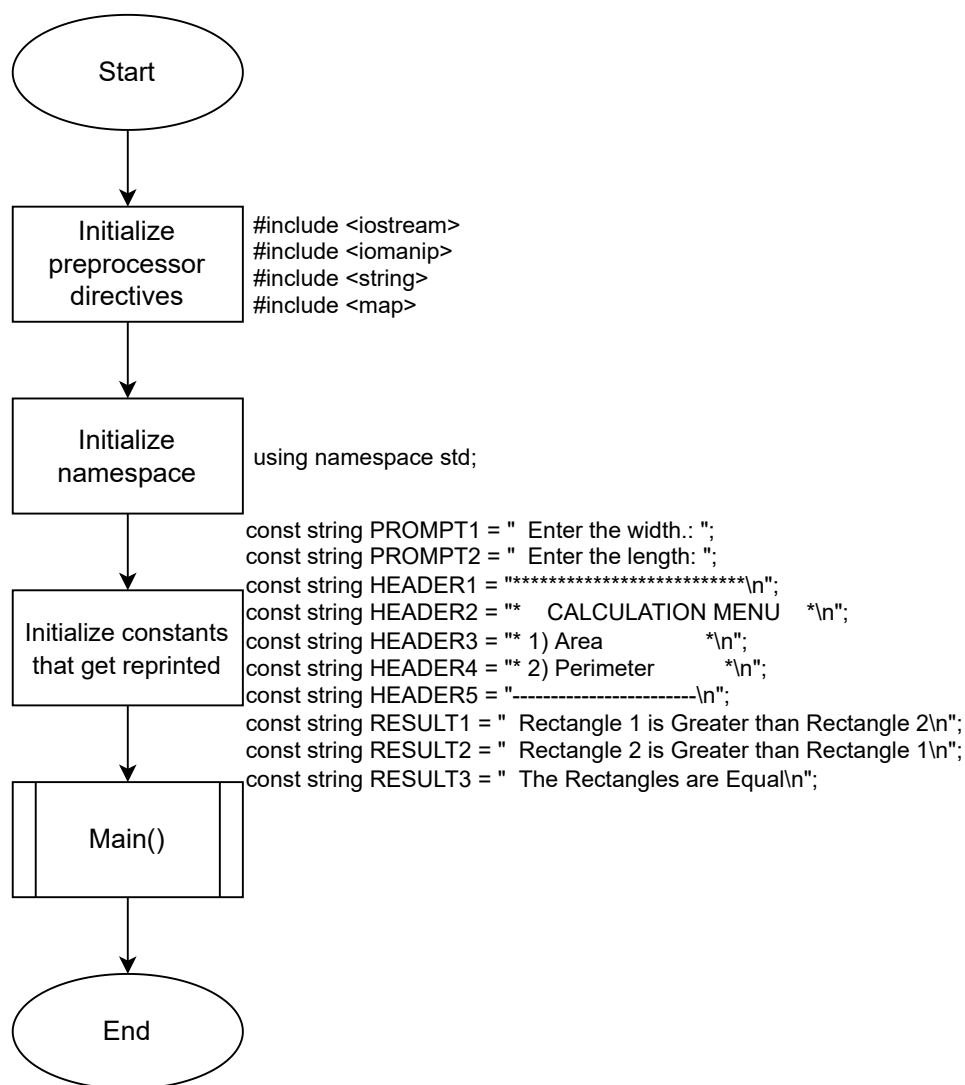 Start
Initialize
preprocessor
directives
#include <iostream>
#include <iomanip>
#include <string>
#include <map>
Initialize
namespace
using namespace std;
Initialize constants
that get reprinted
const string PROMPT1 = "  Enter the width.: ";
const string PROMPT2 = "  Enter the length: ";
const string HEADER1 = "**************************\n";
const string HEADER2 = "*    CALCULATION MENU    *\n";
const string HEADER3 = "* 1) Area              *\n";
const string HEADER4 = "* 2) Perimeter           *\n";
const string HEADER5 = "------------------------\n";
const string RESULT1 = "  Rectangle 1 is Greater than Rectangle 2\n";
const string RESULT2 = "  Rectangle 2 is Greater than Rectangle 1\n";
const string RESULT3 = "  The Rectangles are Equal\n";
Main()
End